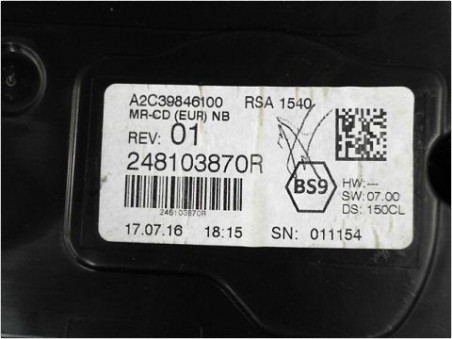 A2C39846100 RSA 1540
MR-CD (EUR) NB
REV: 01
248103870R
BS9
HW:---
SW: 07.00
DS: 150CL
248103870R
17.07.16 18:15 SN: 011154